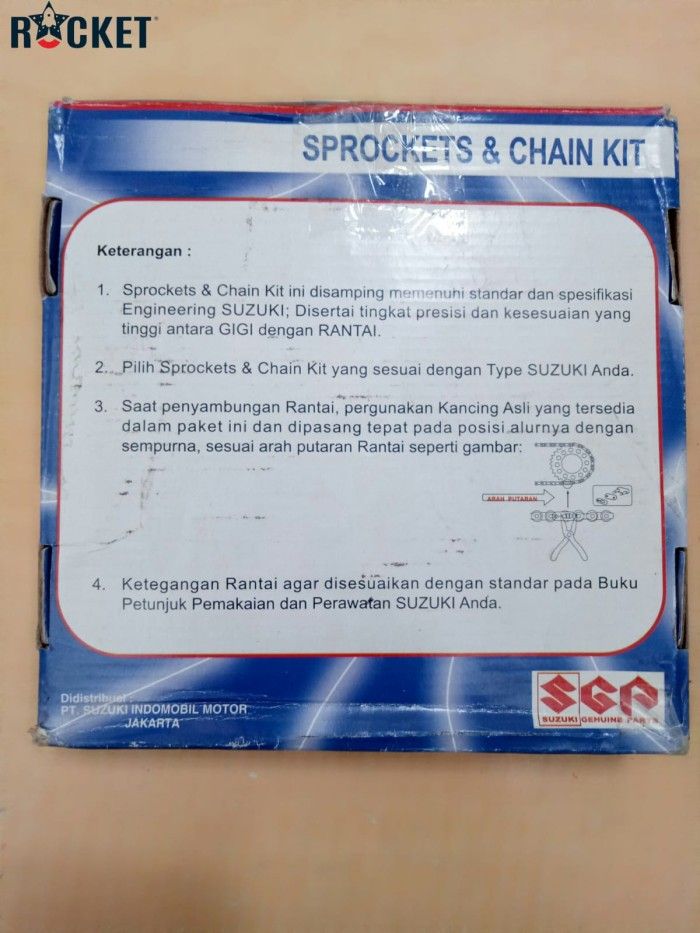 ROCKET
SPROCKETS & CHAIN KIT
Keterangan :
1. Sprockets & Chain Kit ini disamping memenuhi standar dan spesifikasi
Engineering SUZUKI; Disertai tingkat presisi dan kesesuaian yang
tinggi antara GIGI dengan RANTAI.
2. Pilih Sprockets & Chain Kit yang sesuai dengan Type SUZUKI Anda.
3. Saat penyambungan Rantai, pergunakan Kancing Asli yang tersedia
dalam paket ini dan dipasang tepat pada posisi alurnya dengan
sempurna, sesuai arah putaran Rantai seperti gambar:
ARAH PUTARAN
4. Ketegangan Rantai agar disesuaikan dengan standar pada Buku
Petunjuk Pemakaian dan Perawatan SUZUKI Anda.
Didistribusi :
PT. SUZUKI INDOMOBIL MOTOR
JAKARTA
SGP
SUZUKI GENUINE PARTS